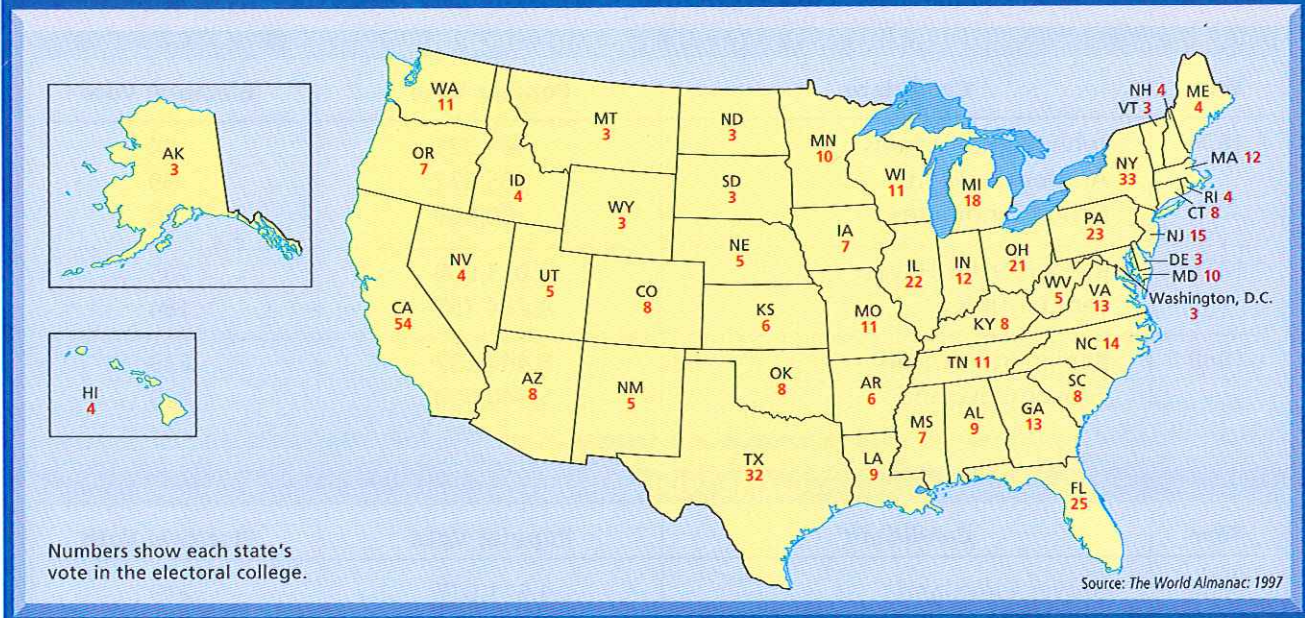 WA
11
OR
7
CA
54
NV
4
ID
4
MT
3
WY
3
UT
5
AZ
8
CO
8
NM
5
ND
3
SD
3
NE
5
KS
6
OK
8
TX
32
MN
10
IA
7
MO
11
AR
6
LA
9
WI
11
IL
22
MI
18
IN
12
OH
21
KY 8
TN 11
MS
7
AL
9
GA
13
FL
25
SC
8
NC 14
VA
13
WV
5
PA
23
NY
33
NH 4
VT 3
ME
4
MA 12
RI 4
CT 8
NJ 15
DE 3
MD 10
Washington, D.C.
3
AK
3
HI
4
Numbers show each state's
vote in the electoral college.
Source: The World Almanac: 1997